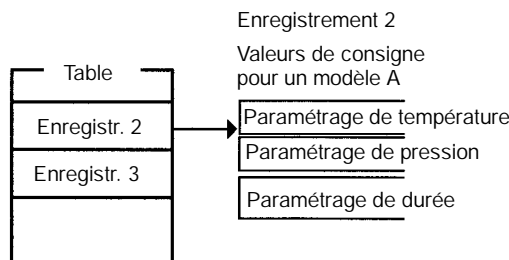 Enregistrement 2
Valeurs de consigne
pour un modèle A
Table
Enregistr. 2
Enregistr. 3
Paramétrage de température
Paramétrage de pression
Paramétrage de durée